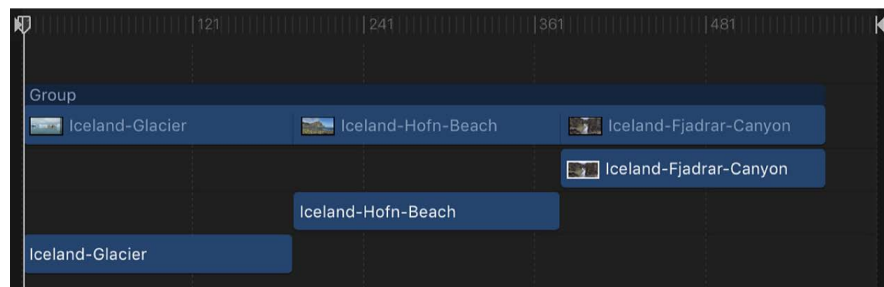 121 241 361 481
Group
Iceland-Glacier Iceland-Hofn-Beach Iceland-Fjadrar-Canyon
Iceland-Fjadrar-Canyon
Iceland-Hofn-Beach
Iceland-Glacier